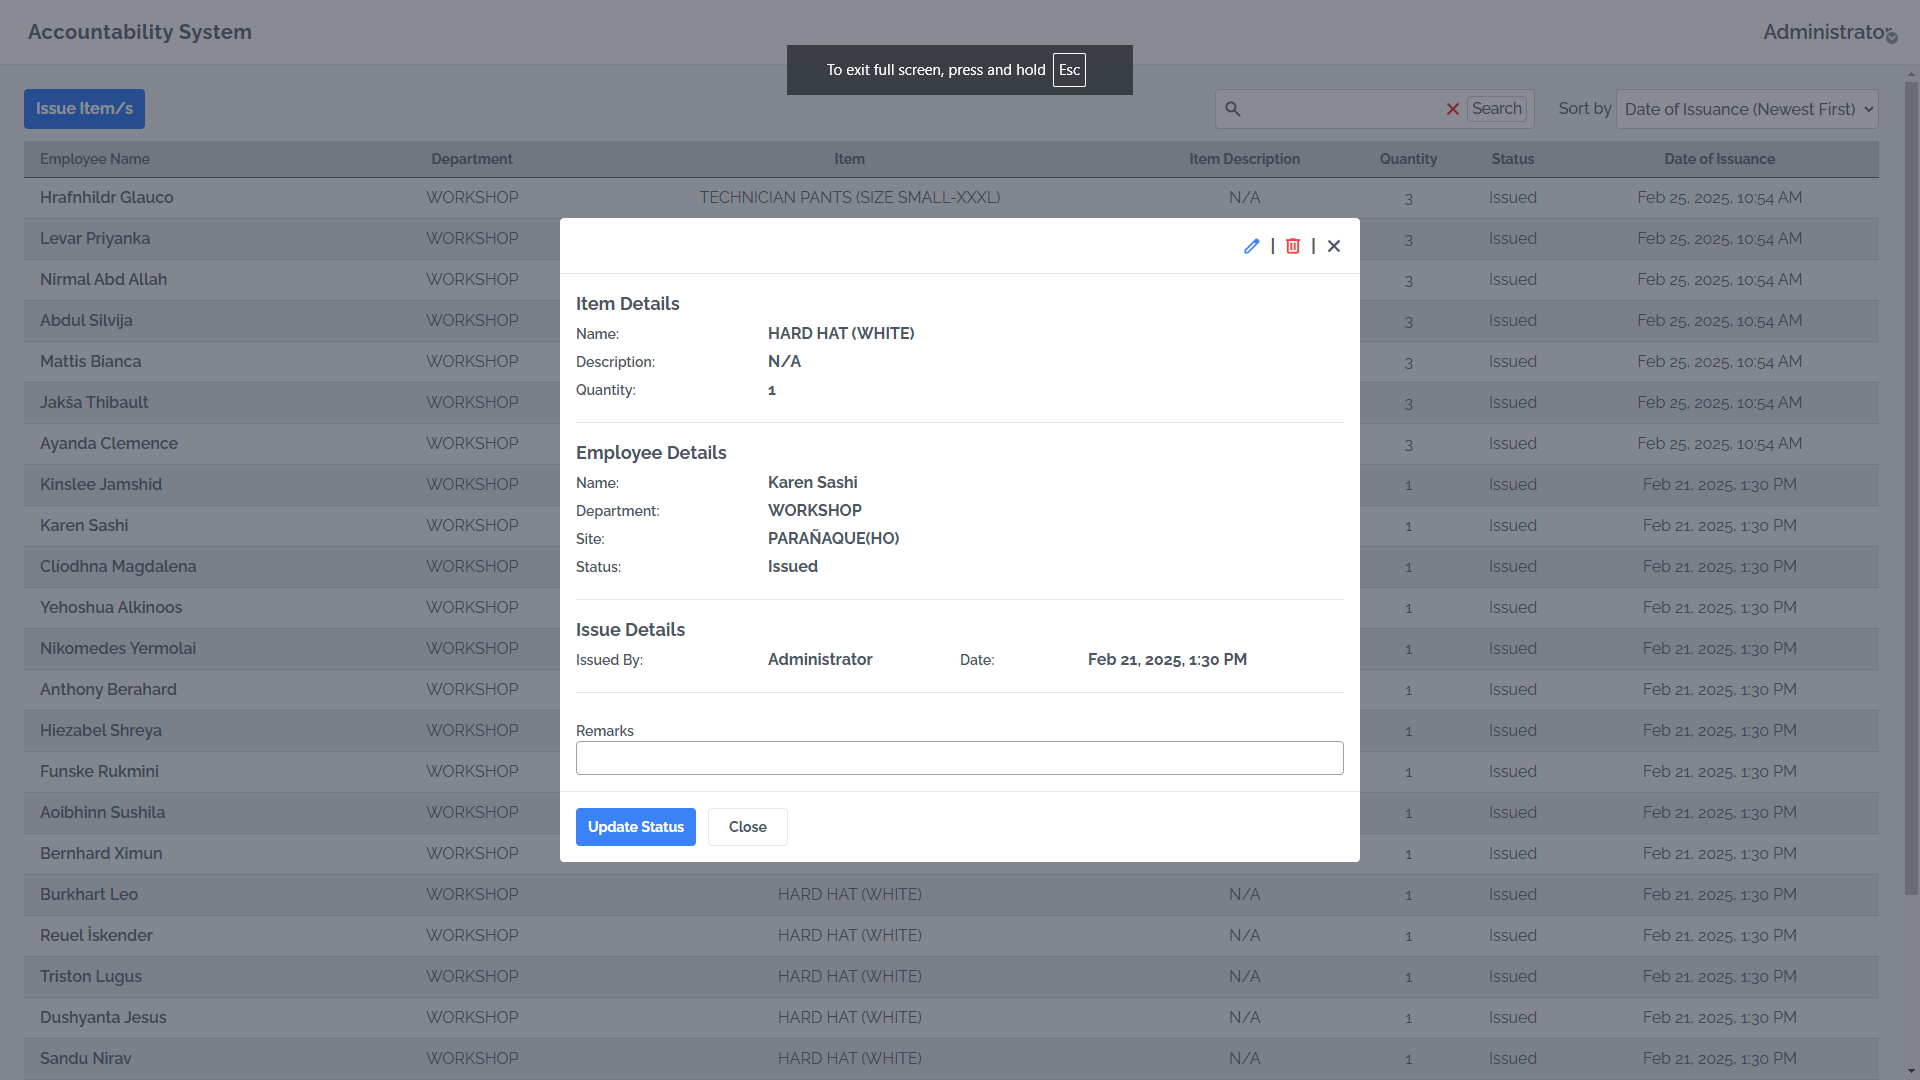 Accountability System
Administrator
To exit full screen, press and hold Esc
Issue Item/s
Search
Sort by Date of Issuance (Newest First)
Employee Name Department Item Item Description Quantity Status Date of Issuance
Hrafnhildr Glauco WORKSHOP TECHNICIAN PANTS (SIZE SMALL-XXXL) N/A 3 Issued Feb 25, 2025, 10:54 AM
Levar Priyanka WORKSHOP 3 Issued Feb 25, 2025, 10:54 AM
Nirmal Abd Allah WORKSHOP 3 Issued Feb 25, 2025, 10:54 AM
Abdul Silvija WORKSHOP 3 Issued Feb 25, 2025, 10:54 AM
Mattis Bianca WORKSHOP 3 Issued Feb 25, 2025, 10:54 AM
Jakša Thibault WORKSHOP 3 Issued Feb 25, 2025, 10:54 AM
Ayanda Clemence WORKSHOP 3 Issued Feb 25, 2025, 10:54 AM
Kinslee Jamshid WORKSHOP 1 Issued Feb 21, 2025, 1:30 PM
Karen Sashi WORKSHOP 1 Issued Feb 21, 2025, 1:30 PM
Clíodhna Magdalena WORKSHOP 1 Issued Feb 21, 2025, 1:30 PM
Yehoshua Alkinoos WORKSHOP 1 Issued Feb 21, 2025, 1:30 PM
Nikomedes Yermolai WORKSHOP 1 Issued Feb 21, 2025, 1:30 PM
Anthony Berahard WORKSHOP 1 Issued Feb 21, 2025, 1:30 PM
Hiezabel Shreya WORKSHOP 1 Issued Feb 21, 2025, 1:30 PM
Funske Rukmini WORKSHOP 1 Issued Feb 21, 2025, 1:30 PM
Aoibhinn Sushila WORKSHOP 1 Issued Feb 21, 2025, 1:30 PM
Bernhard Ximun WORKSHOP 1 Issued Feb 21, 2025, 1:30 PM
Burkhart Leo WORKSHOP HARD HAT (WHITE) N/A 1 Issued Feb 21, 2025, 1:30 PM
Reuel İskender WORKSHOP HARD HAT (WHITE) N/A 1 Issued Feb 21, 2025, 1:30 PM
Triston Lugus WORKSHOP HARD HAT (WHITE) N/A 1 Issued Feb 21, 2025, 1:30 PM
Dushyanta Jesus WORKSHOP HARD HAT (WHITE) N/A 1 Issued Feb 21, 2025, 1:30 PM
Sandu Nirav WORKSHOP HARD HAT (WHITE) N/A 1 Issued Feb 21, 2025, 1:30 PM
Item Details
Name: HARD HAT (WHITE)
Description: N/A
Quantity: 1
Employee Details
Name: Karen Sashi
Department: WORKSHOP
Site: PARAÑAQUE(HO)
Status: Issued
Issue Details
Issued By: Administrator Date: Feb 21, 2025, 1:30 PM
Remarks
Update Status Close